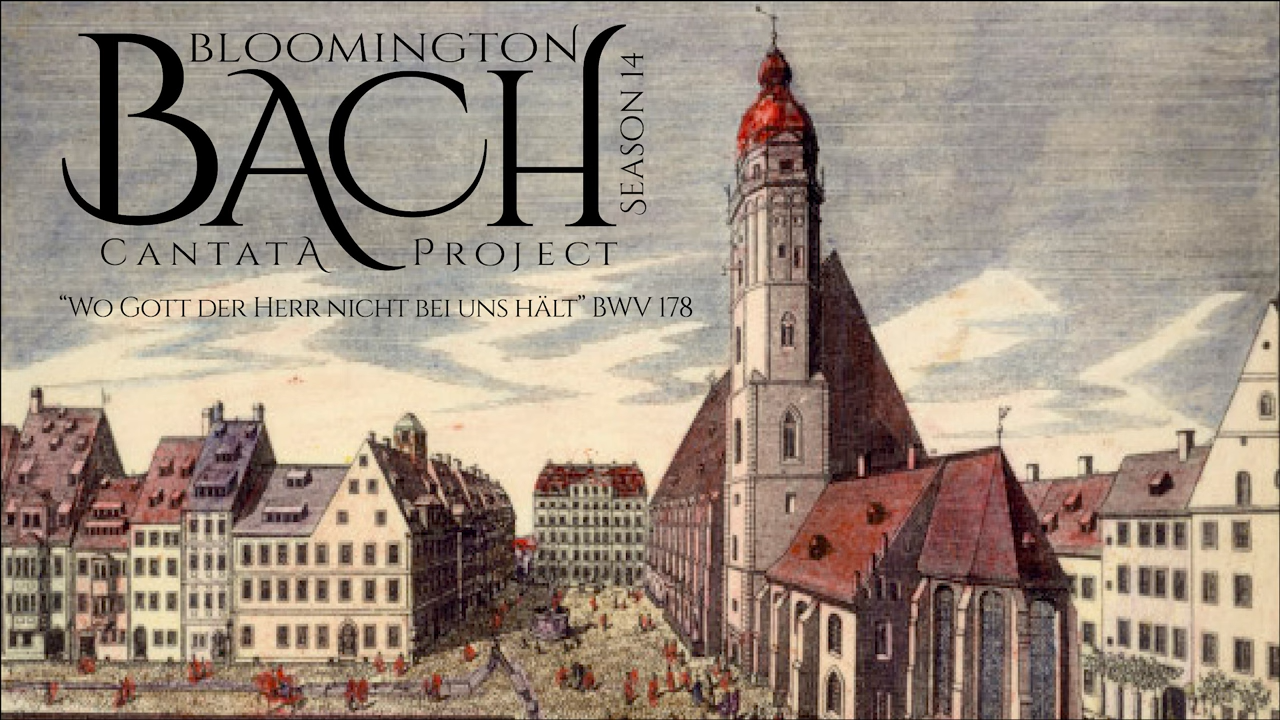 BLOOMINGTON
BACH
SEASON 14
CANTATA PROJECT
“WO GOTT DER HERR NICHT BEI UNS HÄLT” BWV 178